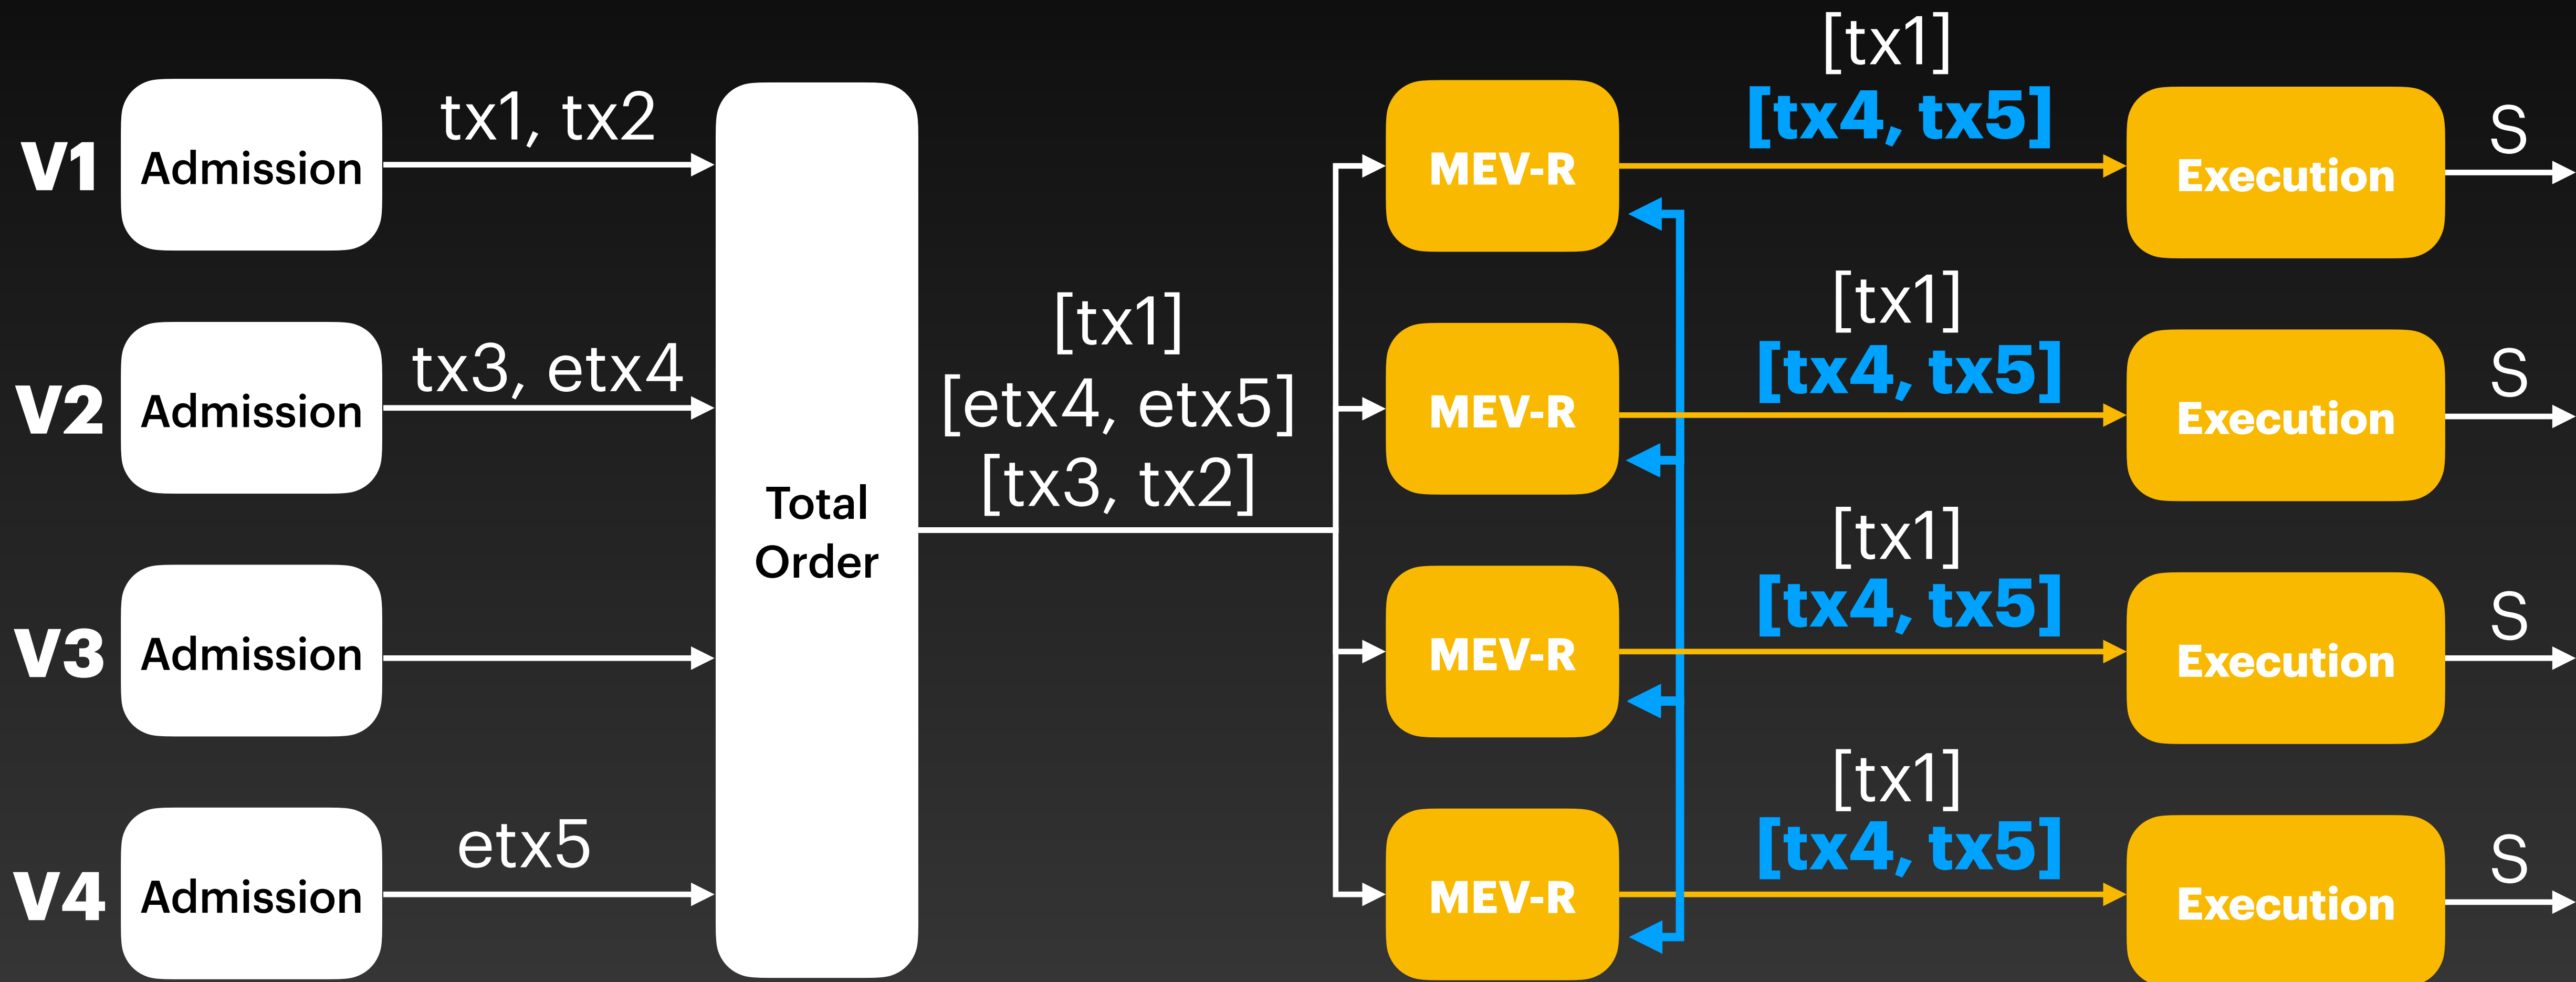 V1
Admission
tx1, tx2
V2
Admission
tx3, etx4
V3
Admission
V4
Admission
etx5
Total
Order
[tx1]
[etx4, etx5]
[tx3, tx2]
MEV-R
[tx1]
[tx4, tx5]
Execution
S
MEV-R
[tx1]
[tx4, tx5]
Execution
S
MEV-R
[tx1]
[tx4, tx5]
Execution
S
MEV-R
[tx1]
[tx4, tx5]
Execution
S